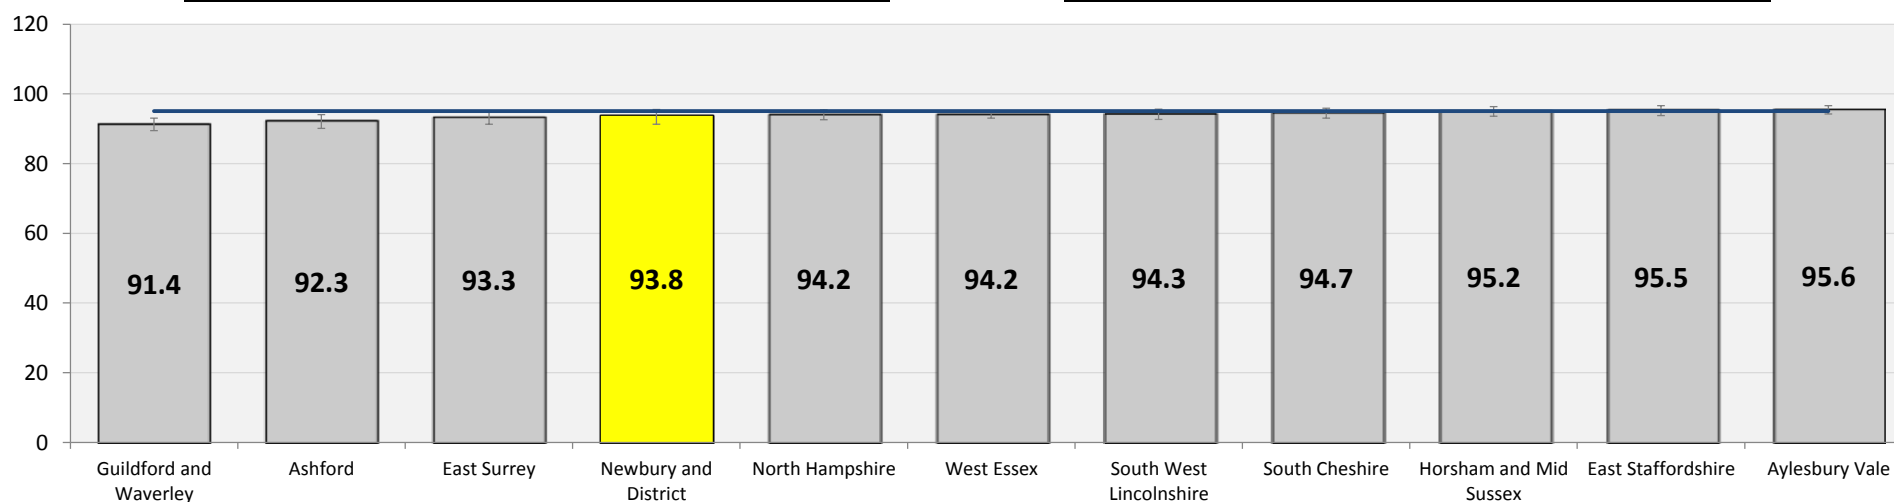 120
100
80
60
40
20
0
91.4
92.3
93.3
93.8
94.2
94.2
94.3
94.7
95.2
95.5
95.6
Guildford and
Waverley
Ashford
East Surrey
Newbury and
District
North Hampshire
West Essex
South West
Lincolnshire
South Cheshire
Horsham and Mid
Sussex
East Staffordshire
Aylesbury Vale